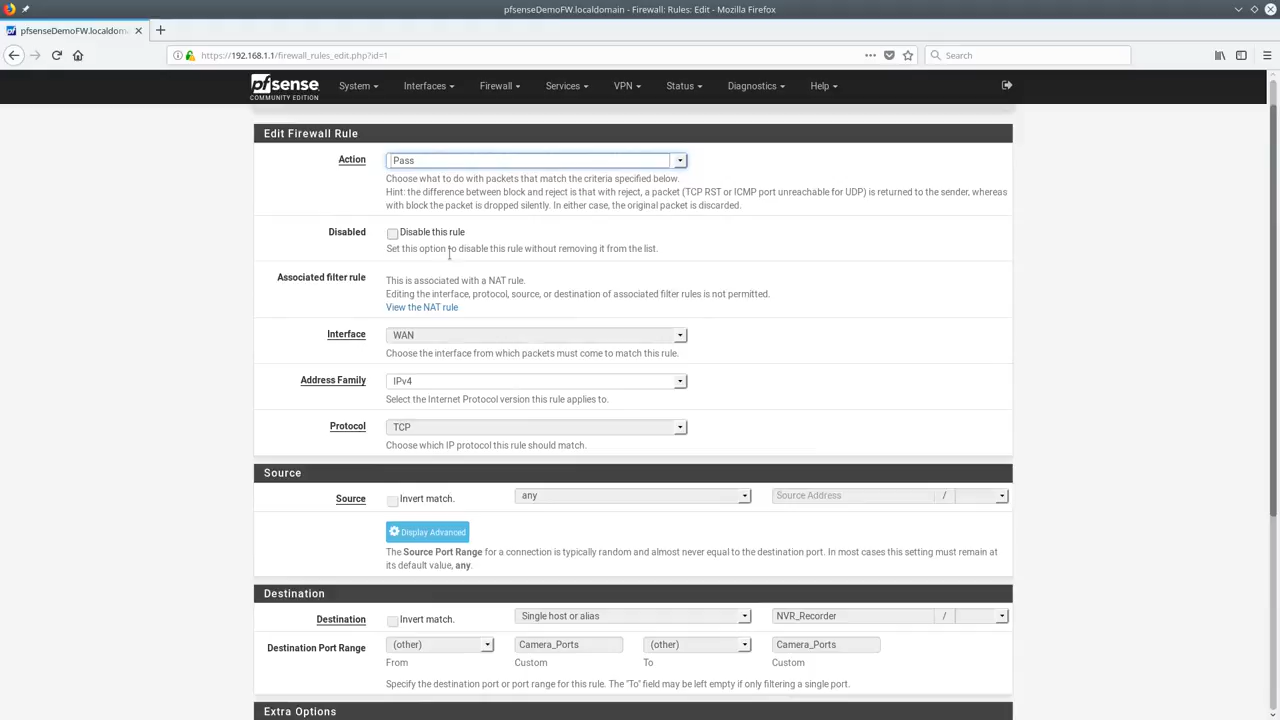 pfsenseDemoFW.localdomain - Firewall: Rules: Edit - Mozilla Firefox
pfsenseDemoFW.localdom
https://192.168.1.1/firewall_rules_edit.php?id=1
Search
pfsense
COMMUNITY EDITION
System
Interfaces
Firewall
Services
VPN
Status
Diagnostics
Help
Edit Firewall Rule
Action
Pass
Choose what to do with packets that match the criteria specified below.
Hint: the difference between block and reject is that with reject, a packet (TCP RST or ICMP port unreachable for UDP) is returned to the sender, whereas
with block the packet is dropped silently. In either case, the original packet is discarded.
Disabled
Disable this rule
Set this option to disable this rule without removing it from the list.
Associated filter rule
This is associated with a NAT rule.
Editing the interface, protocol, source, or destination of associated filter rules is not permitted.
View the NAT rule
Interface
WAN
Choose the interface from which packets must come to match this rule.
Address Family
IPv4
Select the Internet Protocol version this rule applies to.
Protocol
TCP
Choose which IP protocol this rule should match.
Source
Source
Invert match.
any
Source Address
/
Display Advanced
The Source Port Range for a connection is typically random and almost never equal to the destination port. In most cases this setting must remain at
its default value, any.
Destination
Destination
Invert match.
Single host or alias
NVR_Recorder
/
Destination Port Range
(other)
Camera_Ports
(other)
Camera_Ports
From
Custom
To
Custom
Specify the destination port or port range for this rule. The "To" field may be left empty if only filtering a single port.
Extra Options